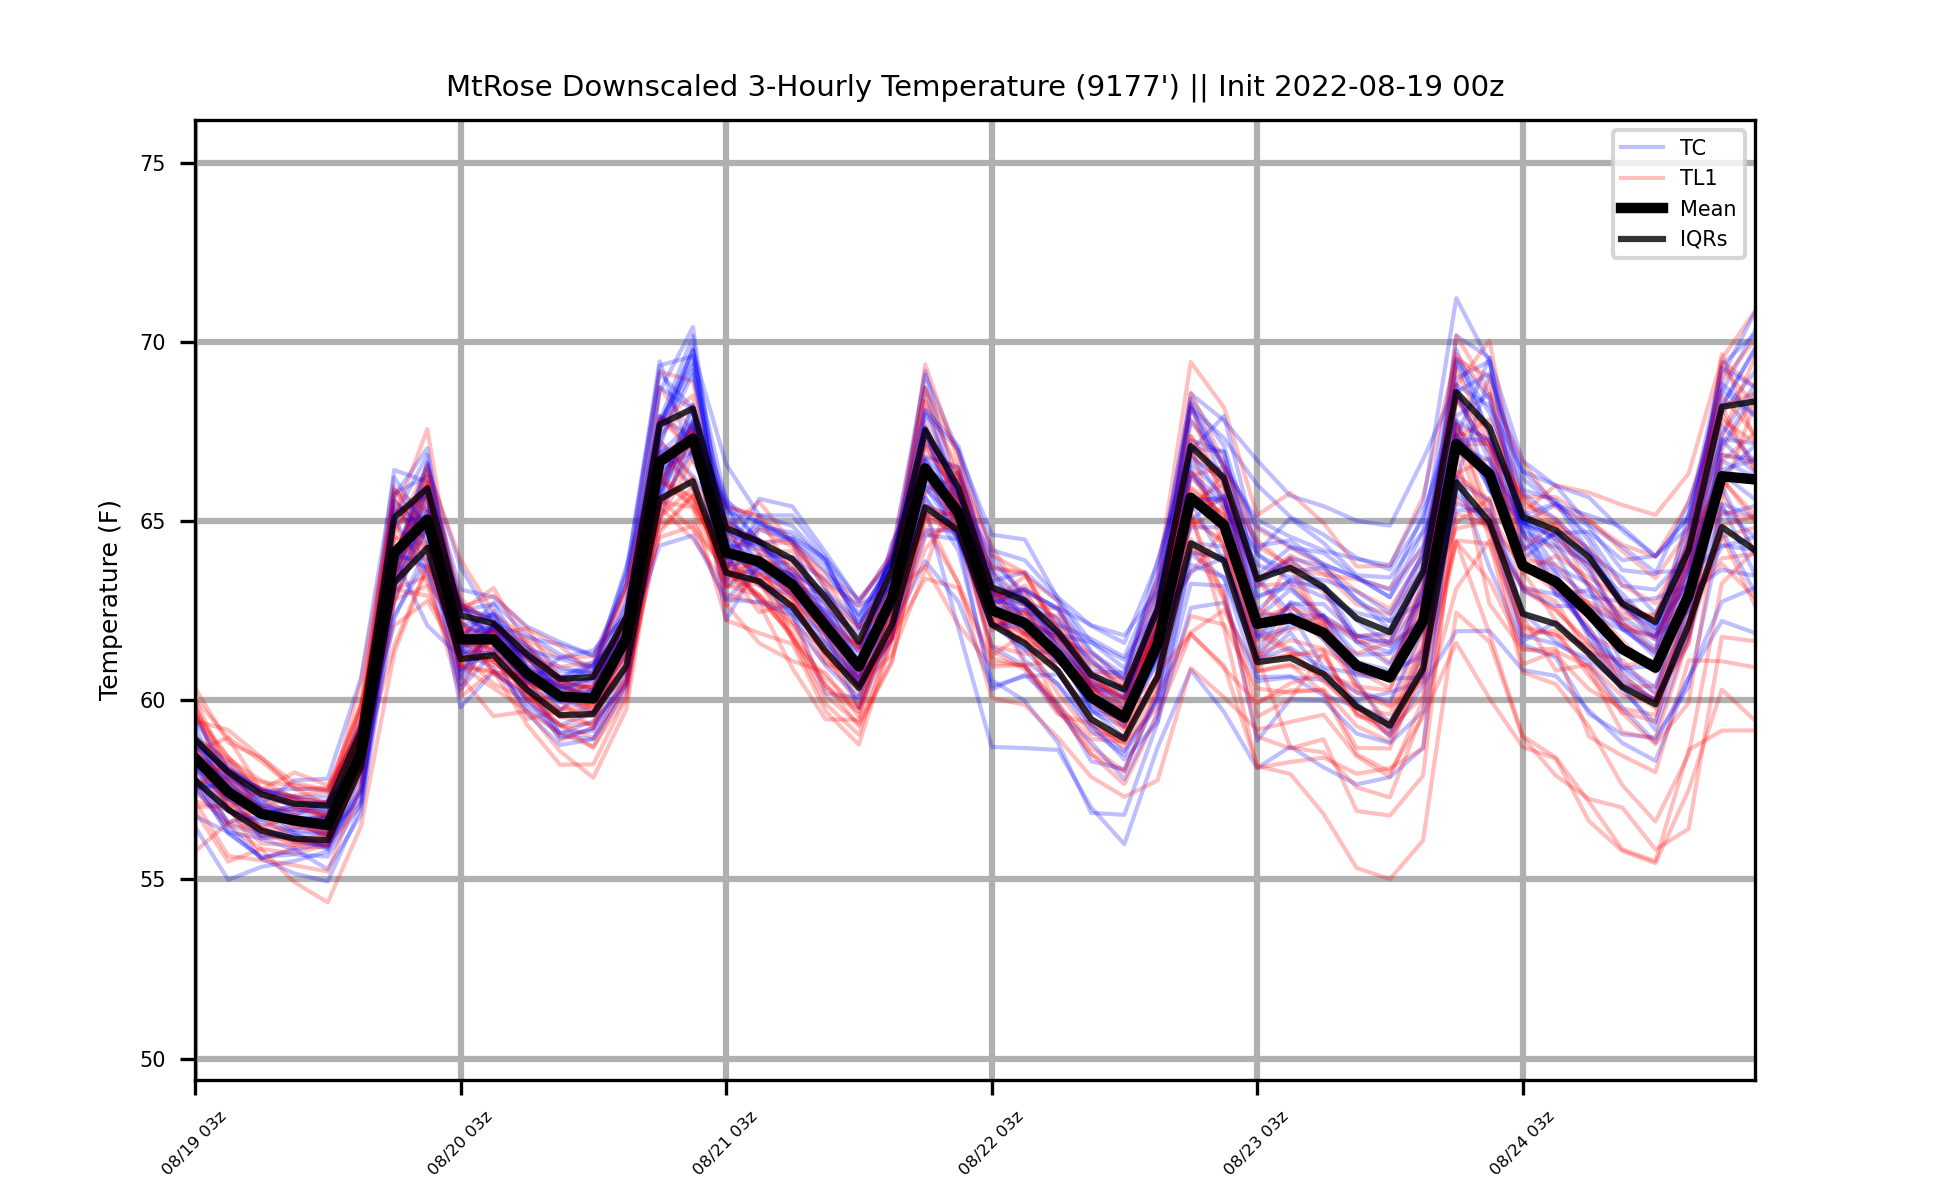 MtRose Downscaled 3-Hourly Temperature (9177') || Init 2022-08-19 00z
TC
TL1
Mean
IQRs
Temperature (F)
75
70
65
60
55
50
08/19 03z
08/20 03z
08/21 03z
08/22 03z
08/23 03z
08/24 03z